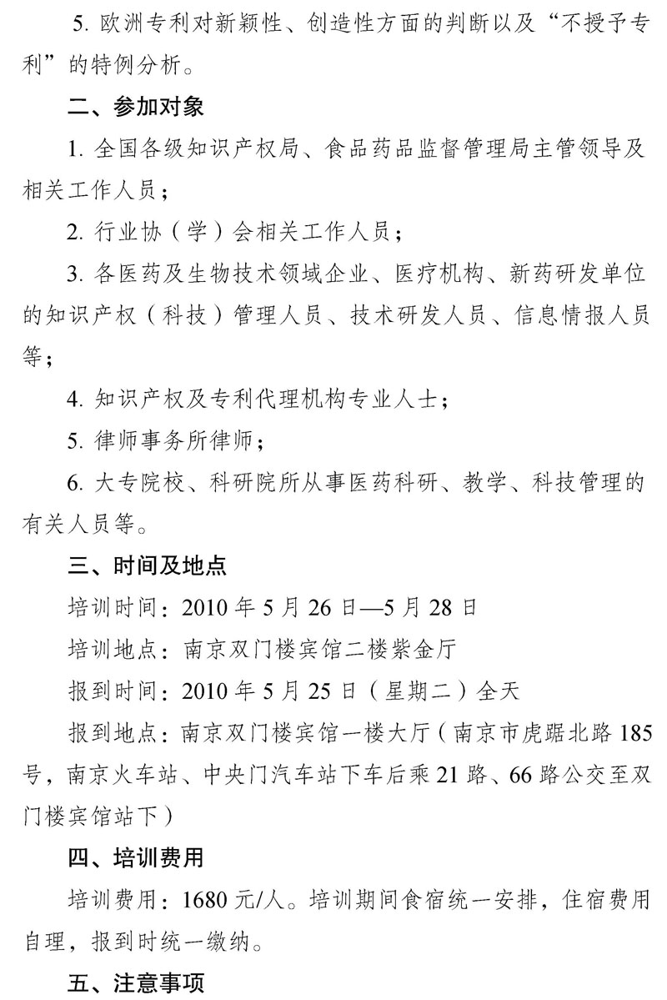 5. 欧洲专利对新颖性、创造性方面的判断以及“不授予专
利”的特例分析。
二、参加对象
1. 全国各级知识产权局、食品药品监督管理局主管领导及
相关工作人员；
2. 行业协（学）会相关工作人员；
3. 各医药及生物技术领域企业、医疗机构、新药研发单位
的知识产权（科技）管理人员、技术研发人员、信息情报人员
等；
4. 知识产权及专利代理机构专业人士；
5. 律师事务所律师；
6. 大专院校、科研院所从事医药科研、教学、科技管理的
有关人员等。
三、时间及地点
培训时间：2010 年 5 月 26 日—5 月 28 日
培训地点：南京双门楼宾馆二楼紫金厅
报到时间：2010 年 5 月 25 日（星期二）全天
报到地点：南京双门楼宾馆一楼大厅（南京市虎踞北路 185
号，南京火车站、中央门汽车站下车后乘 21 路、66 路公交至双
门楼宾馆站下）
四、培训费用
培训费用：1680 元/人。培训期间食宿统一安排，住宿费用
自理，报到时统一缴纳。
五、注意事项